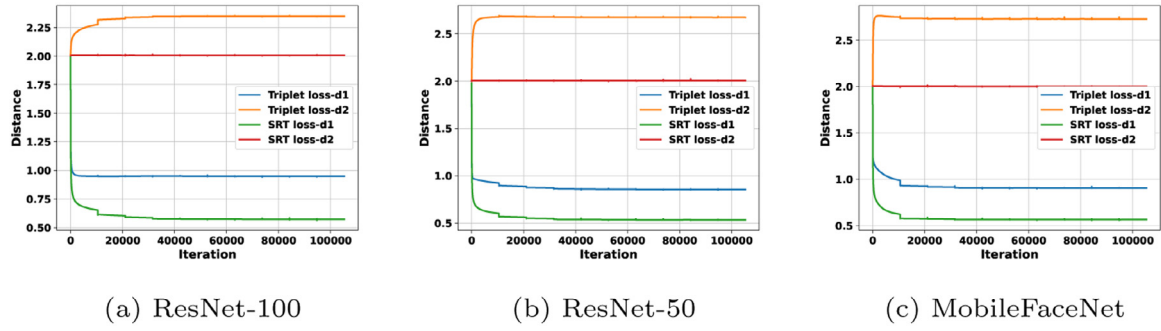 2.25
2.00
1.75
1.50
1.25
1.00
0.75
0.50
Distance
Triplet loss-d1
Triplet loss-d2
SRT loss-d1
SRT loss-d2
0 20000 40000 60000 80000 100000
Iteration
(a) ResNet-100
2.5
2.0
1.5
1.0
0.5
Distance
Triplet loss-d1
Triplet loss-d2
SRT loss-d1
SRT loss-d2
0 20000 40000 60000 80000 100000
Iteration
(b) ResNet-50
2.5
2.0
1.5
1.0
0.5
Distance
Triplet loss-d1
Triplet loss-d2
SRT loss-d1
SRT loss-d2
0 20000 40000 60000 80000 100000
Iteration
(c) MobileFaceNet